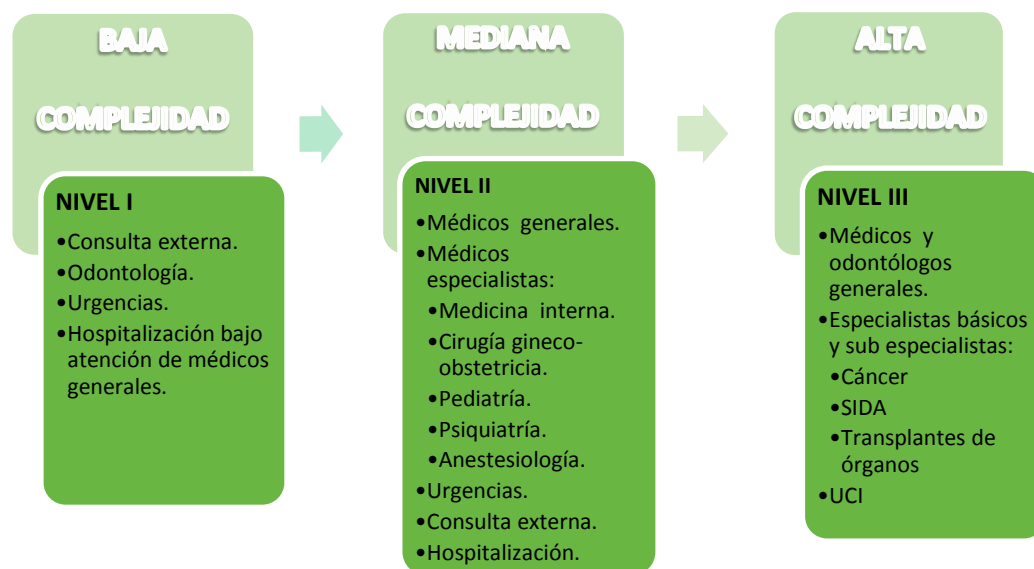 BAJA
COMPLEJIDAD
NIVEL I
•Consulta externa.
•Odontología.
•Urgencias.
•Hospitalización bajo
atención de médicos
generales.
MEDIANA
COMPLEJIDAD
NIVEL II
•Médicos generales.
•Médicos
especialistas:
•Medicina interna.
•Cirugía gineco-
obstetricia.
•Pediatría.
•Psiquiatría.
•Anestesiología.
•Urgencias.
•Consulta externa.
•Hospitalización.
ALTA
COMPLEJIDAD
NIVEL III
•Médicos y
odontólogos
generales.
•Especialistas básicos
y sub especialistas:
•Cáncer
•SIDA
•Transplantes de
órganos
•UCI